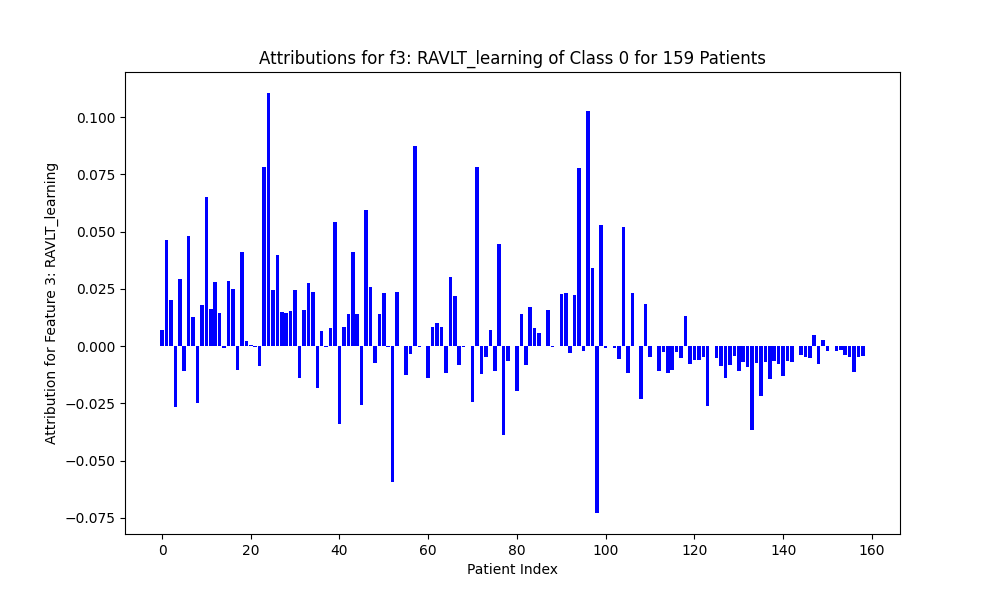 Attributions for f3: RAVLT_learning of Class 0 for 159 Patients
Attribution for Feature 3: RAVLT_learning
0.100
0.075
0.050
0.025
0.000
−0.025
−0.050
−0.075
0 20 40 60 80 100 120 140 160
Patient Index